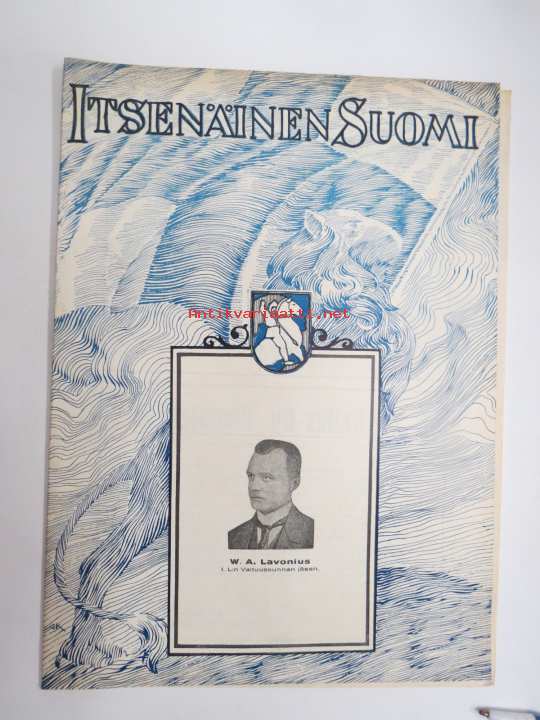 ITSENÄINEN SUOMI
Antikvariaatti.net
W. A. Lavonius
I. L:n Valtuuskunnan jäsen.